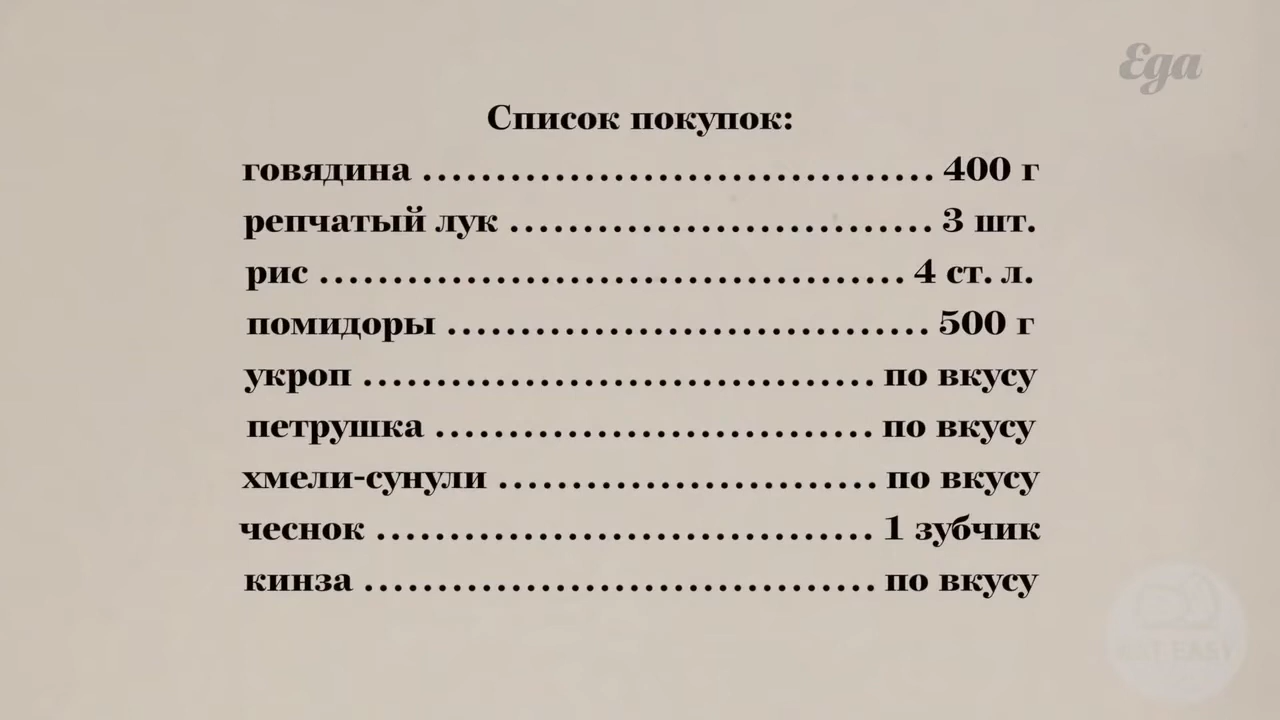 Еда
Список покупок:
говядина .................................. 400 г
репчатый лук ............................ 3 шт.
рис ....................................... 4 ст. л.
помидоры ................................ 500 г
укроп .................................. по вкусу
петрушка ............................. по вкусу
хмели-сунули ......................... по вкусу
чеснок ................................. 1 зубчик
кинза .................................. по вкусу